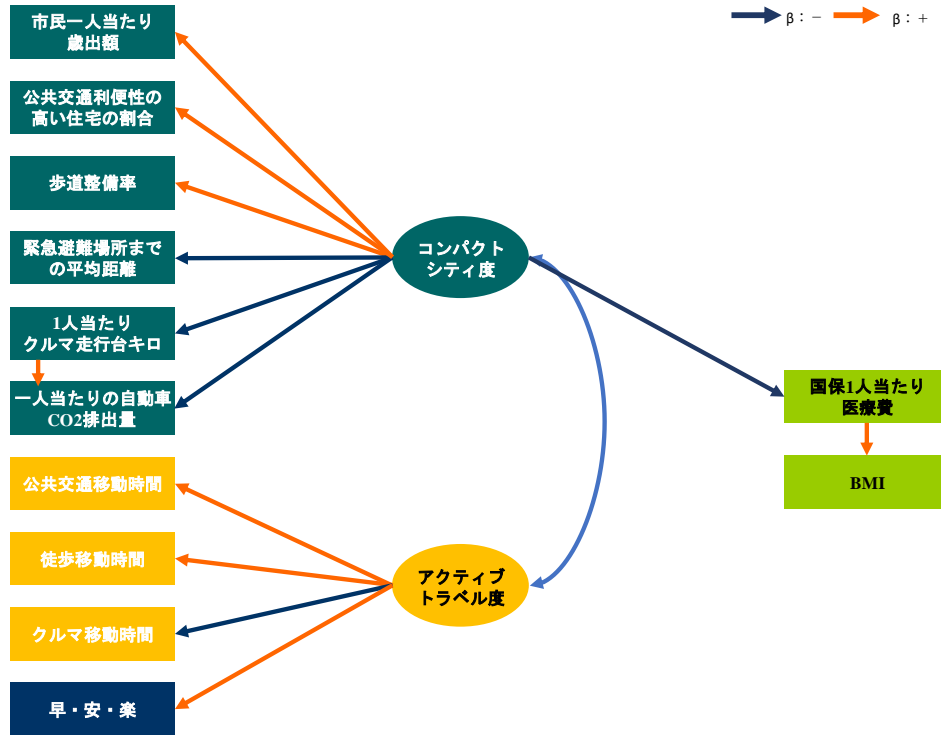 β：－
β：＋
市民一人当たり
歳出額
公共交通利便性の
高い住宅の割合
歩道整備率
緊急避難場所まで
の平均距離
1人当たり
クルマ走行台キロ
一人当たりの自動車
CO2排出量
公共交通移動時間
徒歩移動時間
クルマ移動時間
早・安・楽
コンパクト
シティ度
アクティブ
トラベル度
国保1人当たり
医療費
BMI